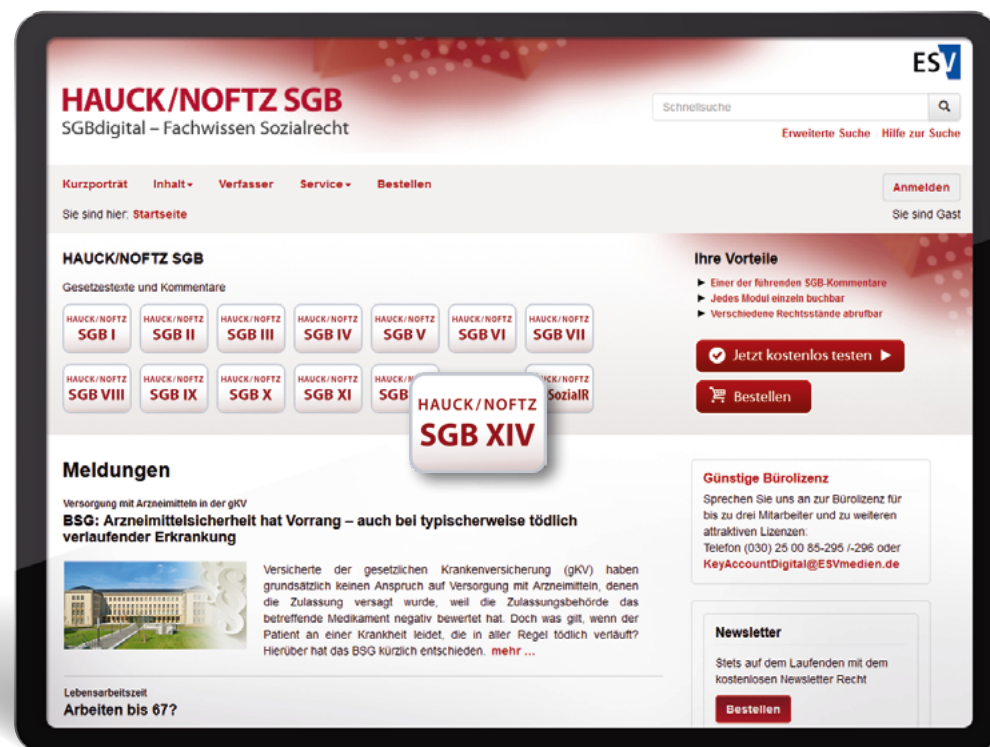 ESV
HAUCK/NOFTZ SGB
SGBdigital – Fachwissen Sozialrecht
Schnellsuche
Erweiterte Suche Hilfe zur Suche
Kurzporträt Inhalt Verfasser Service Bestellen
Anmelden
Sie sind hier: Startseite
Sie sind Gast
HAUCK/NOFTZ SGB
Gesetzestexte und Kommentare
HAUCK/NOFTZ HAUCK/NOFTZ HAUCK/NOFTZ HAUCK/NOFTZ HAUCK/NOFTZ HAUCK/NOFTZ HAUCK/NOFTZ
SGB I SGB II SGB III SGB IV SGB V SGB VI SGB VII
HAUCK/NOFTZ HAUCK/NOFTZ HAUCK/NOFTZ HAUCK/NOFTZ
SGB VIII SGB IX SGB X SGB XI SGB SozialR
HAUCK/NOFTZ
SGB XIV
Ihre Vorteile
Einer der führenden SGB-Kommentare
Jedes Modul einzeln buchbar
Verschiedene Rechtsstände abrufbar
Jetzt kostenlos testen
Bestellen
Meldungen
Versorgung mit Arzneimitteln in der gKV
BSG: Arzneimittelsicherheit hat Vorrang – auch bei typischerweise tödlich
verlaufender Erkrankung
Versicherte der gesetzlichen Krankenversicherung (gKV) haben
grundsätzlich keinen Anspruch auf Versorgung mit Arzneimitteln, denen
die Zulassung versagt wurde, weil die Zulassungsbehörde das
betreffende Medikament negativ bewertet hat. Doch was gilt, wenn der
Patient an einer Krankheit leidet, die in aller Regel tödlich verläuft?
Hierüber hat das BSG kürzlich entschieden. mehr ...
Lebensarbeitszeit
Arbeiten bis 67?
Günstige Bürolizenz
Sprechen Sie uns an zur Bürolizenz für
bis zu drei Mitarbeiter und zu weiteren
attraktiven Lizenzen:
Telefon (030) 25 00 85-295 /-296 oder
KeyAccountDigital@ESVmedien.de
Newsletter
Stets auf dem Laufenden mit dem
kostenlosen Newsletter Recht
Bestellen